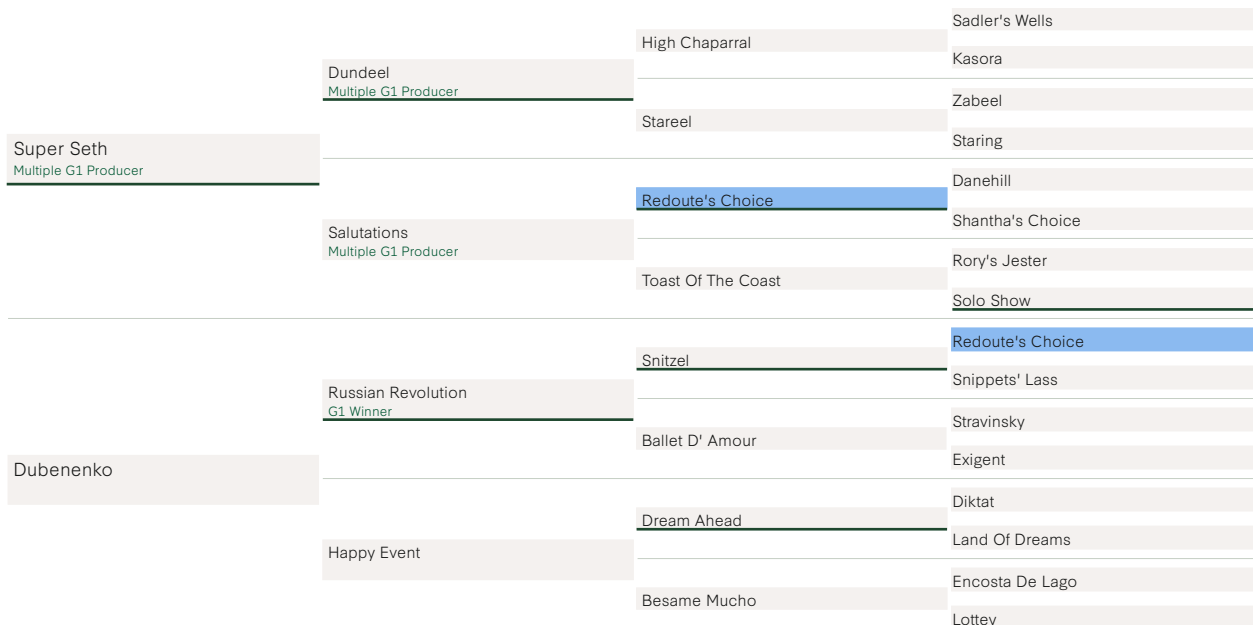 Super Seth
Multiple G1 Producer
Dubenenko
Dundeel
Multiple G1 Producer
Salutations
Multiple G1 Producer
Russian Revolution
G1 Winner
Happy Event
High Chaparral
Stareel
Redoute's Choice
Toast Of The Coast
Snitzel
Ballet D' Amour
Dream Ahead
Besame Mucho
Sadler's Wells
Kasora
Zabeel
Staring
Danehill
Shantha's Choice
Rory's Jester
Solo Show
Redoute's Choice
Snippets' Lass
Stravinsky
Exigent
Diktat
Land Of Dreams
Encosta De Lago
Lottey